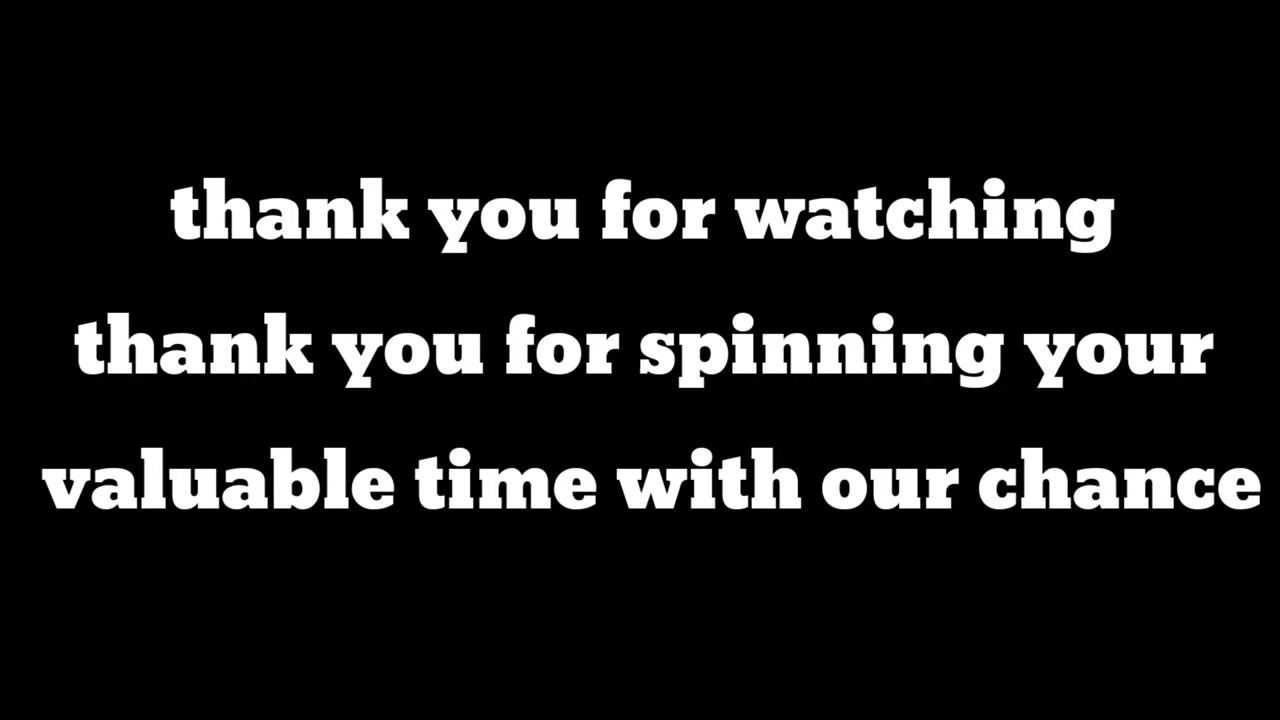 thank you for watching
thank you for spinning your
valuable time with our chance